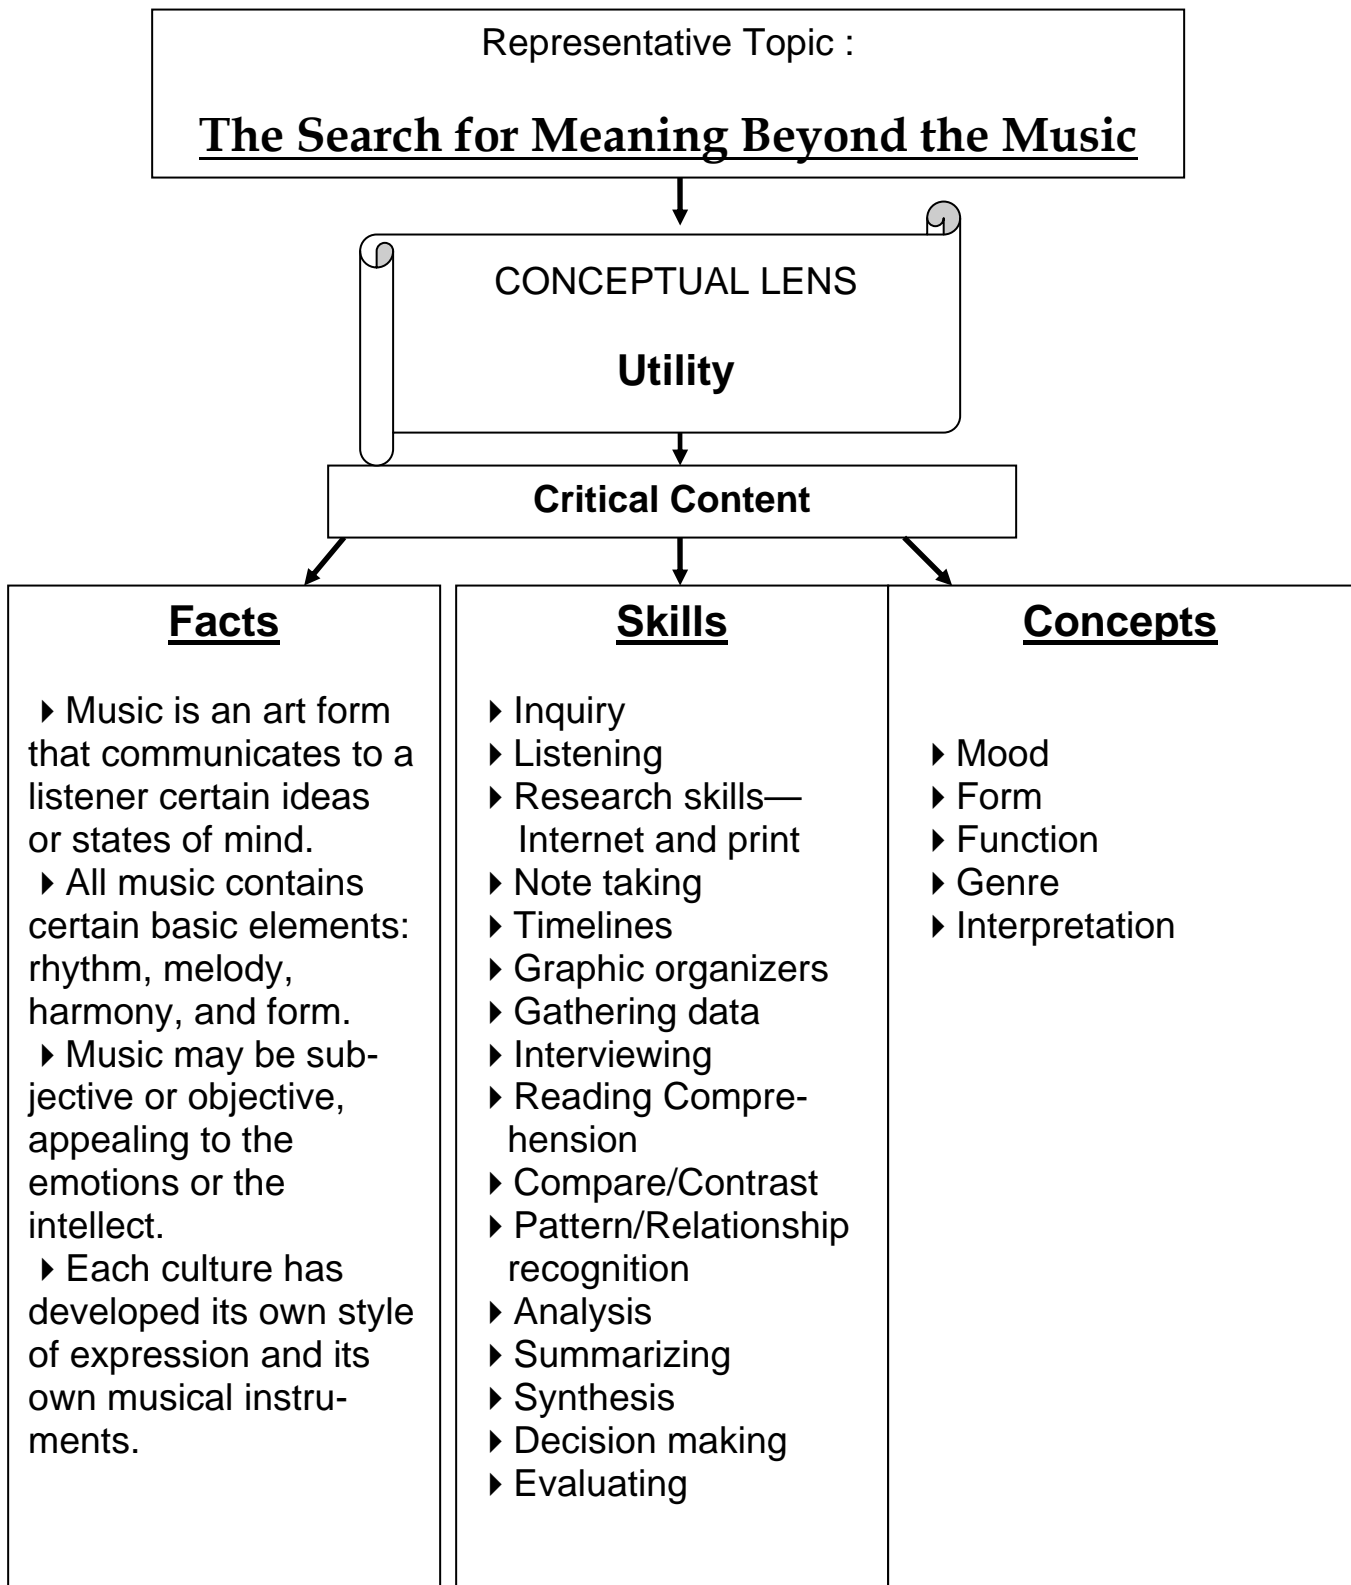 Representative Topic :
The Search for Meaning Beyond the Music
CONCEPTUAL LENS
Utility
Critical Content
Facts
▶ Music is an art form
that communicates to a
listener certain ideas
or states of mind.
▶ All music contains
certain basic elements:
rhythm, melody,
harmony, and form.
▶ Music may be sub-
jective or objective,
appealing to the
emotions or the
intellect.
▶ Each culture has
developed its own style
of expression and its
own musical instru-
ments.
Skills
▶ Inquiry
▶ Listening
▶ Research skills—
Internet and print
▶ Note taking
▶ Timelines
▶ Graphic organizers
▶ Gathering data
▶ Interviewing
▶ Reading Compre-
hension
▶ Compare/Contrast
▶ Pattern/Relationship
recognition
▶ Analysis
▶ Summarizing
▶ Synthesis
▶ Decision making
▶ Evaluating
Concepts
▶ Mood
▶ Form
▶ Function
▶ Genre
▶ Interpretation